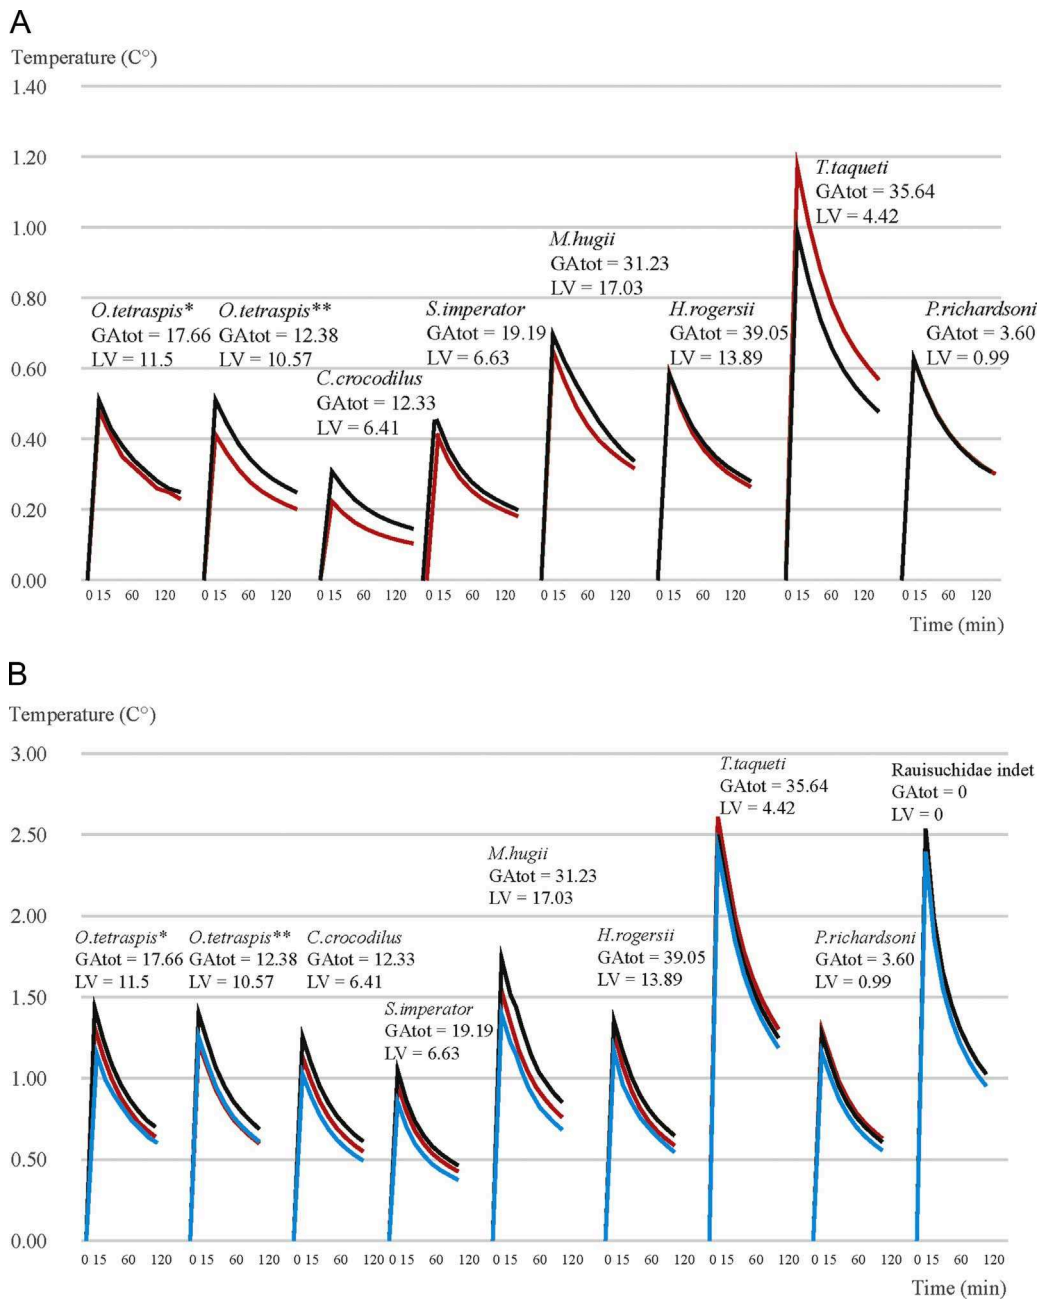 A
Temperature (C°)
1.40
1.20
1.00
0.80
0.60
0.40
0.20
0.00
O.tetraspis*
GAtot = 17.66
LV = 11.5
O.tetraspis**
GAtot = 12.38
LV = 10.57
C.crocodilus
GAtot = 12.33
LV = 6.41
S.imperator
GAtot = 19.19
LV = 6.63
M.hugii
GAtot = 31.23
LV = 17.03
H.rogersii
GAtot = 39.05
LV = 13.89
T.taqueti
GAtot = 35.64
LV = 4.42
P.richardsoni
GAtot = 3.60
LV = 0.99
0 15 60 120 0 15 60 120 0 15 60 120 0 15 60 120 0 15 60 120 0 15 60 120 0 15 60 120 0 15 60 120
Time (min)
B
Temperature (C°)
3.00
2.50
2.00
1.50
1.00
0.50
0.00
O.tetraspis*
GAtot = 17.66
LV = 11.5
O.tetraspis**
GAtot = 12.38
LV = 10.57
C.crocodilus
GAtot = 12.33
LV = 6.41
S.imperator
GAtot = 19.19
LV = 6.63
M.hugii
GAtot = 31.23
LV = 17.03
H.rogersii
GAtot = 39.05
LV = 13.89
T.taqueti
GAtot = 35.64
LV = 4.42
P.richardsoni
GAtot = 3.60
LV = 0.99
Rauisuchidae indet
GAtot = 0
LV = 0
0 15 60 120 0 15 60 120 0 15 60 120 0 15 60 120 0 15 60 120 0 15 60 120 0 15 60 120 0 15 60 120 0 15 60 120
Time (min)